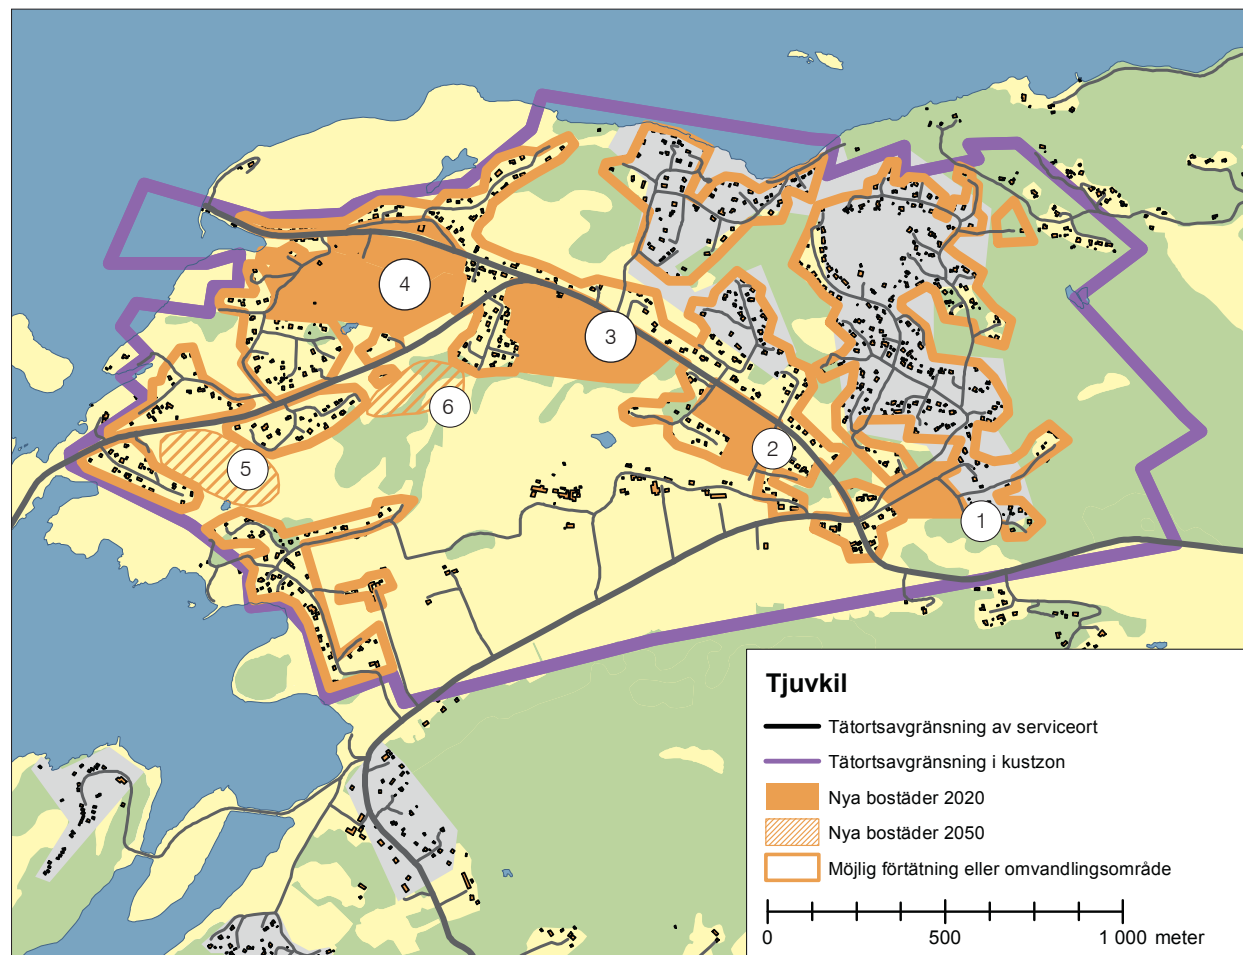 4
3
6
2
5
1
Tjuvkil
Tätortsavgränsning av serviceort
Tätortsavgränsning i kustzon
Nya bostäder 2020
Nya bostäder 2050
Möjlig förtätning eller omvandlingsområde
0 500 1 000 meter